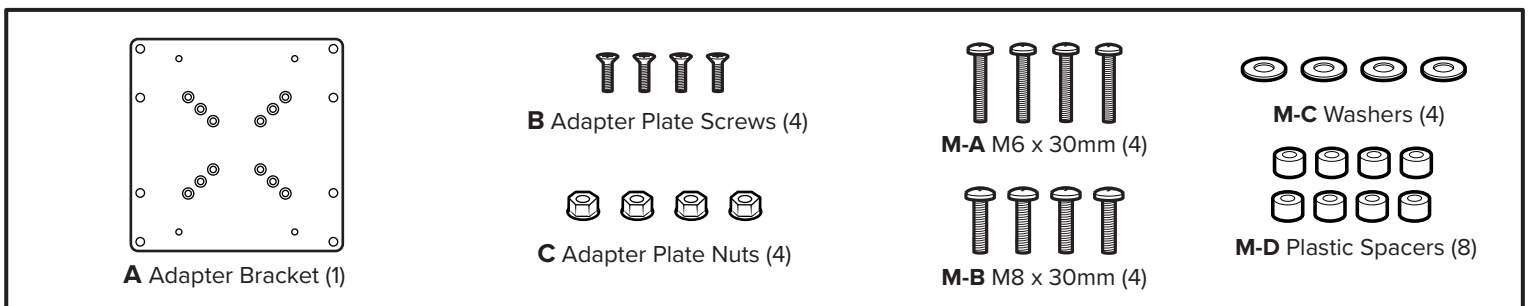 A Adapter Bracket (1)
B Adapter Plate Screws (4)
C Adapter Plate Nuts (4)
M-A M6 x 30mm (4)
M-B M8 x 30mm (4)
M-C Washers (4)
M-D Plastic Spacers (8)